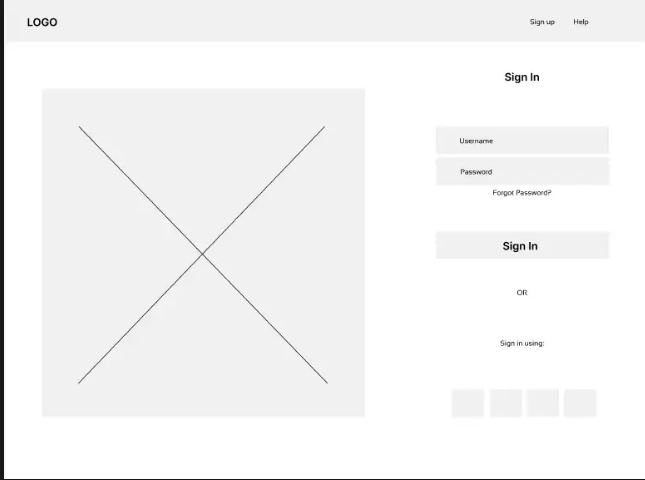 LOGO
Sign up
Help
Sign In
Username
Password
Forgot Password?
Sign In
OR
Sign in using: